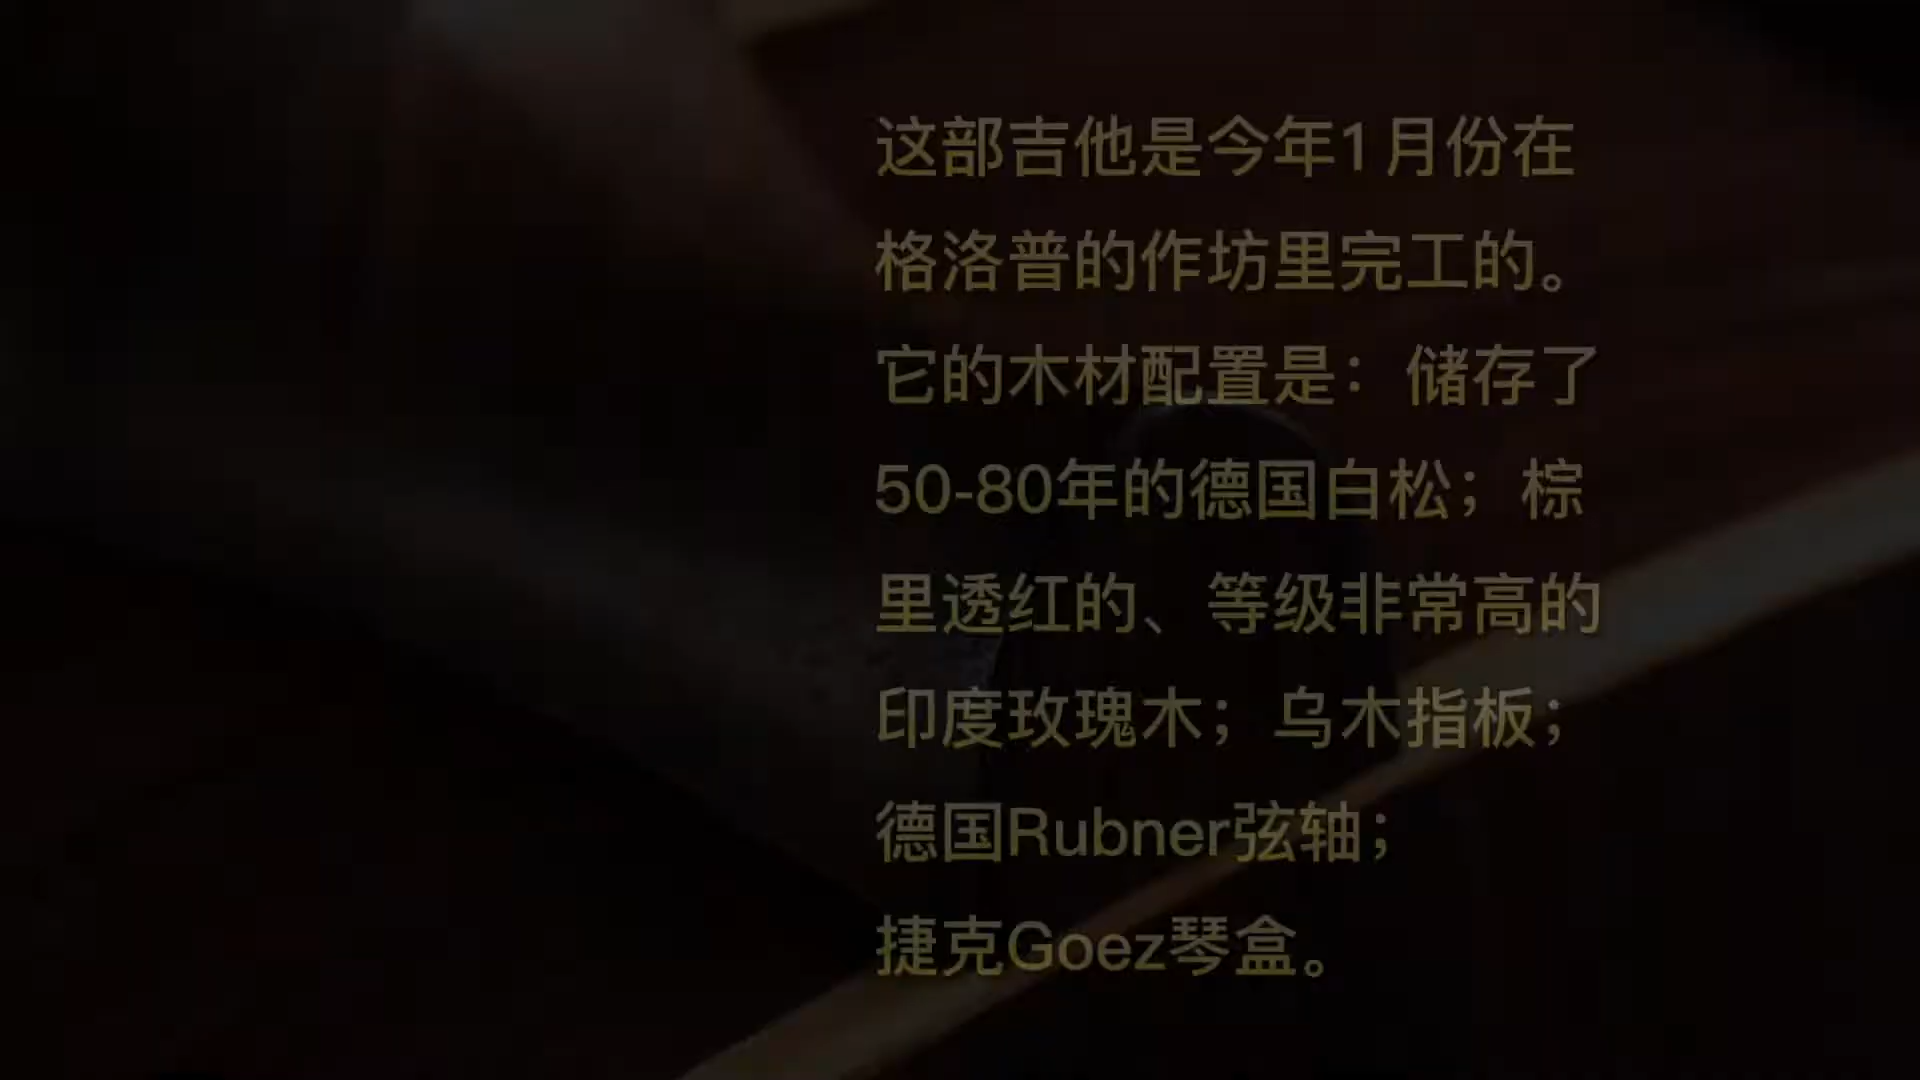 这部吉他是今年1月份在
格洛普的作坊里完工的。
它的木材配置是：储存了
50-80年的德国白松；棕
里透红的、等级非常高的
印度玫瑰木；乌木指板；
德国Rubner弦轴；
捷克Goez琴盒。